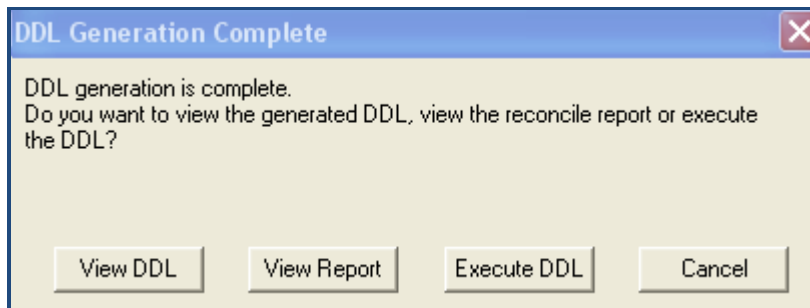 DDL Generation Complete
DDL generation is complete.
Do you want to view the generated DDL, view the reconcile report or execute
the DDL?
View DDL View Report Execute DDL Cancel